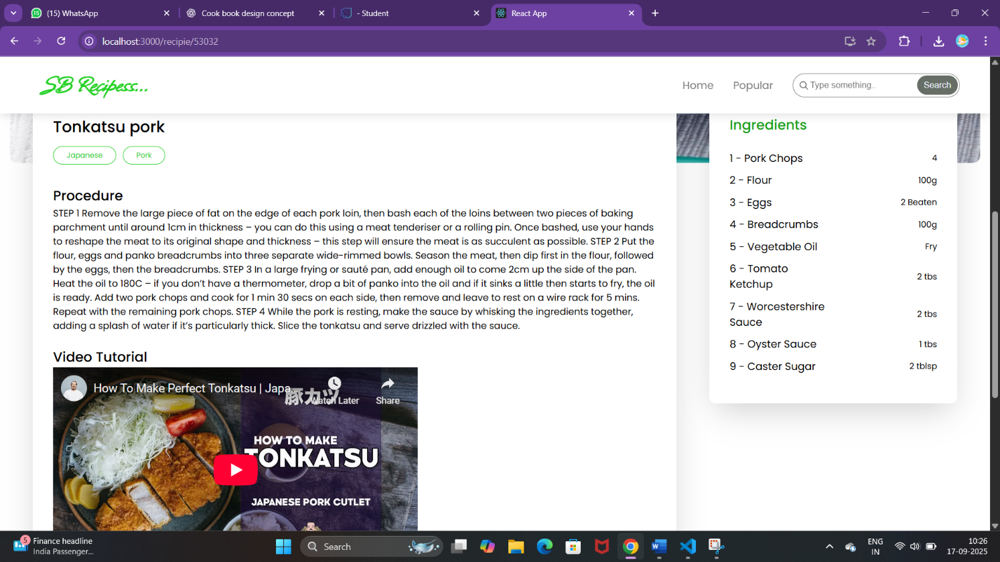 (15) WhatsApp
Cook book design concept
- Student
React App
localhost:3000/recipie/53032
SB Recipess...
Home
Popular
Type something..
Search
Tonkatsu pork
Japanese
Pork
Procedure
STEP 1 Remove the large piece of fat on the edge of each pork loin, then bash each of the loins between two pieces of baking
parchment until around 1cm in thickness – you can do this using a meat tenderiser or a rolling pin. Once bashed, use your hands
to reshape the meat to its original shape and thickness – this step will ensure the meat is as succulent as possible. STEP 2 Put the
flour, eggs and panko breadcrumbs into three separate wide-rimmed bowls. Season the meat, then dip first in the flour, followed
by the eggs, then the breadcrumbs. STEP 3 In a large frying or sauté pan, add enough oil to come 2cm up the side of the pan.
Heat the oil to 180C – if you don’t have a thermometer, drop a bit of panko into the oil and if it sinks a little then starts to fry, the oil
is ready. Add two pork chops and cook for 1 min 30 secs on each side, then remove and leave to rest on a wire rack for 5 mins.
Repeat with the remaining pork chops. STEP 4 While the pork is resting, make the sauce by whisking the ingredients together,
adding a splash of water if it’s particularly thick. Slice the tonkatsu and serve drizzled with the sauce.
Video Tutorial
How To Make Perfect Tonkatsu | Japa...
Watch Later
Share
豚カツ
HOW TO MAKE
TONKATSU
JAPANESE PORK CUTLET
Ingredients
1 - Pork Chops 4
2 - Flour 100g
3 - Eggs 2 Beaten
4 - Breadcrumbs 100g
5 - Vegetable Oil Fry
6 - Tomato
Ketchup 2 tbs
7 - Worcestershire
Sauce 2 tbs
8 - Oyster Sauce 1 tbs
9 - Caster Sugar 2 tblsp
5
Finance headline
India Passenger...
Search
ENG
IN
10:26
17-09-2025